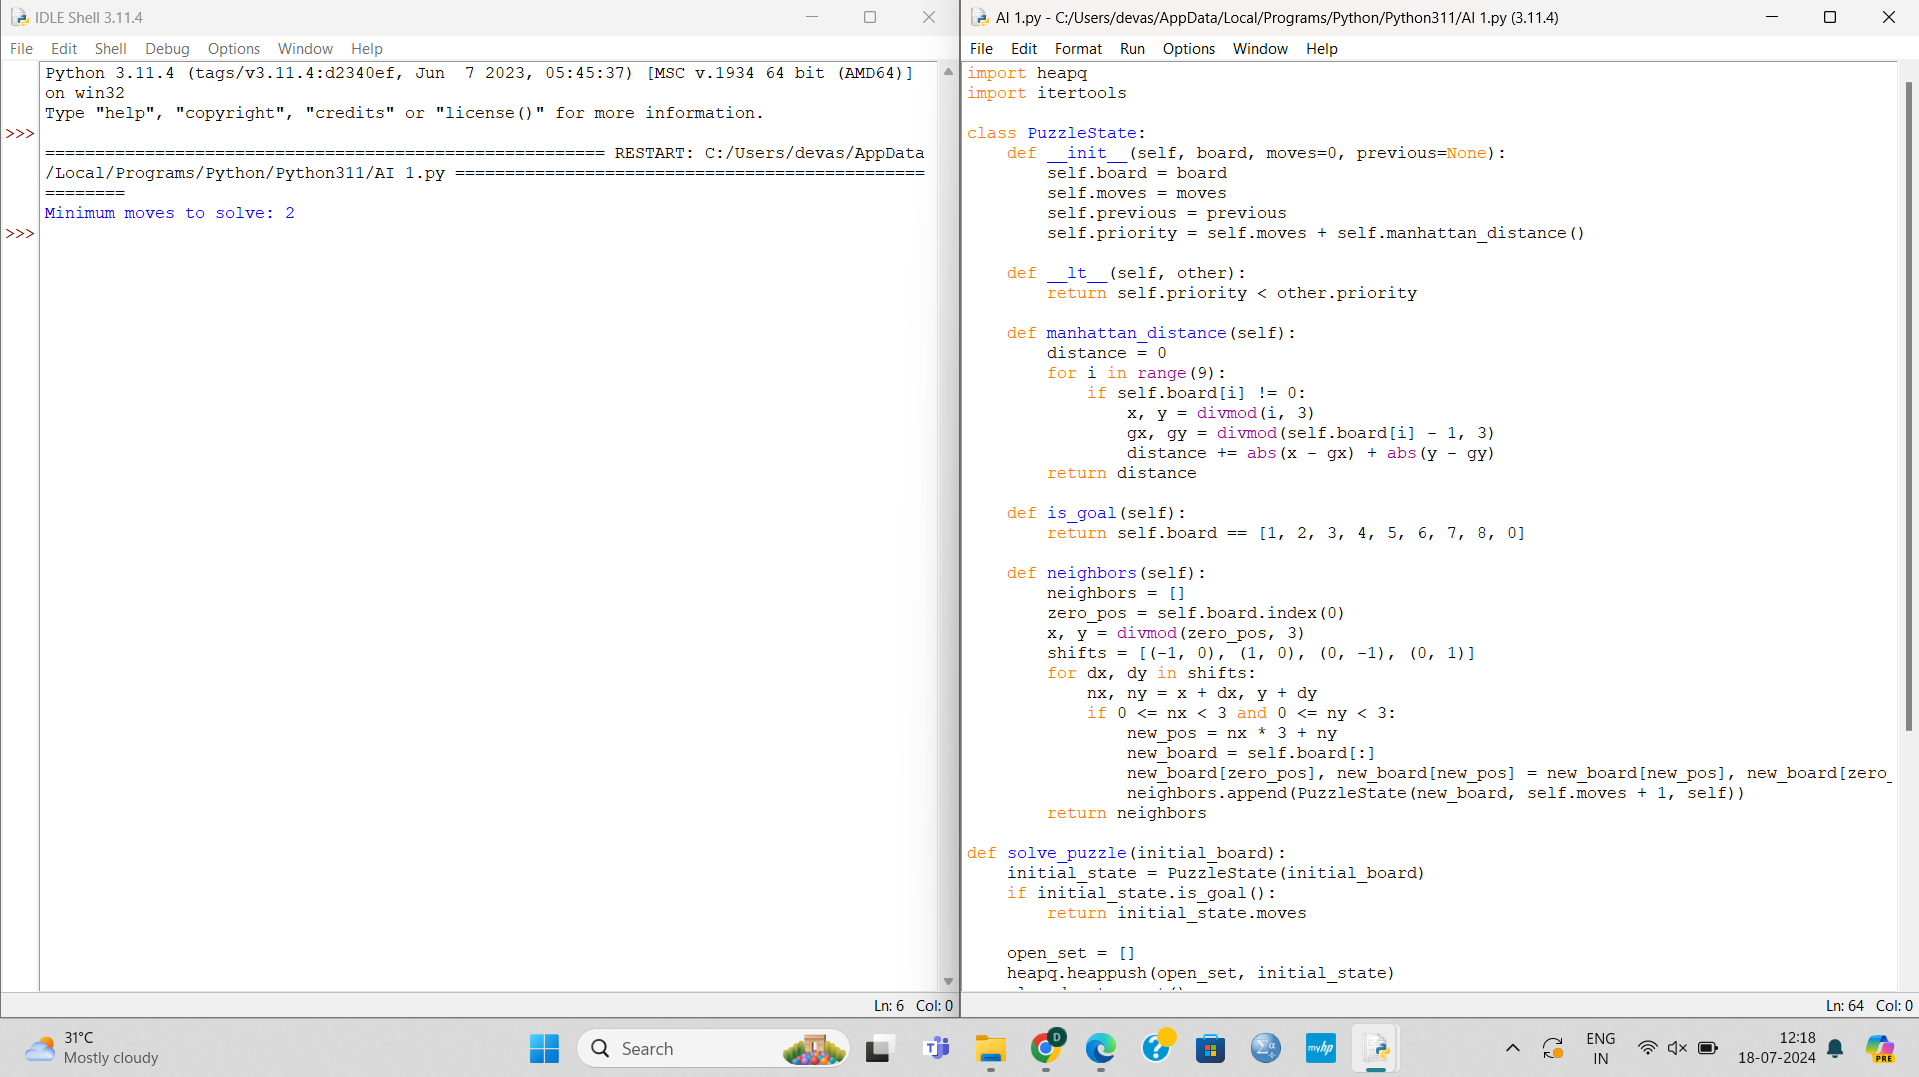 IDLE Shell 3.11.4
File Edit Shell Debug Options Window Help
Python 3.11.4 (tags/v3.11.4:d2340ef, Jun  7 2023, 05:45:37) [MSC v.1934 64 bit (AMD64)]
on win32
Type "help", "copyright", "credits" or "license()" for more information.
>>>
======================================================== RESTART: C:/Users/devas/AppData
/Local/Programs/Python/Python311/AI 1.py ===============================================
========
Minimum moves to solve: 2
>>>
Ln: 6 Col: 0
AI 1.py - C:/Users/devas/AppData/Local/Programs/Python/Python311/AI 1.py (3.11.4)
File Edit Format Run Options Window Help
import heapq
import itertools

class PuzzleState:
    def __init__(self, board, moves=0, previous=None):
        self.board = board
        self.moves = moves
        self.previous = previous
        self.priority = self.moves + self.manhattan_distance()

    def __lt__(self, other):
        return self.priority < other.priority

    def manhattan_distance(self):
        distance = 0
        for i in range(9):
            if self.board[i] != 0:
                x, y = divmod(i, 3)
                gx, gy = divmod(self.board[i] - 1, 3)
                distance += abs(x - gx) + abs(y - gy)
        return distance

    def is_goal(self):
        return self.board == [1, 2, 3, 4, 5, 6, 7, 8, 0]

    def neighbors(self):
        neighbors = []
        zero_pos = self.board.index(0)
        x, y = divmod(zero_pos, 3)
        shifts = [(-1, 0), (1, 0), (0, -1), (0, 1)]
        for dx, dy in shifts:
            nx, ny = x + dx, y + dy
            if 0 <= nx < 3 and 0 <= ny < 3:
                new_pos = nx * 3 + ny
                new_board = self.board[:]
                new_board[zero_pos], new_board[new_pos] = new_board[new_pos], new_board[zero_
                neighbors.append(PuzzleState(new_board, self.moves + 1, self))
        return neighbors

def solve_puzzle(initial_board):
    initial_state = PuzzleState(initial_board)
    if initial_state.is_goal():
        return initial_state.moves

    open_set = []
    heapq.heappush(open_set, initial_state)
Ln: 64 Col: 0
31°C
Mostly cloudy
Search
D
myhp
ENG
IN
12:18
18-07-2024
PRE